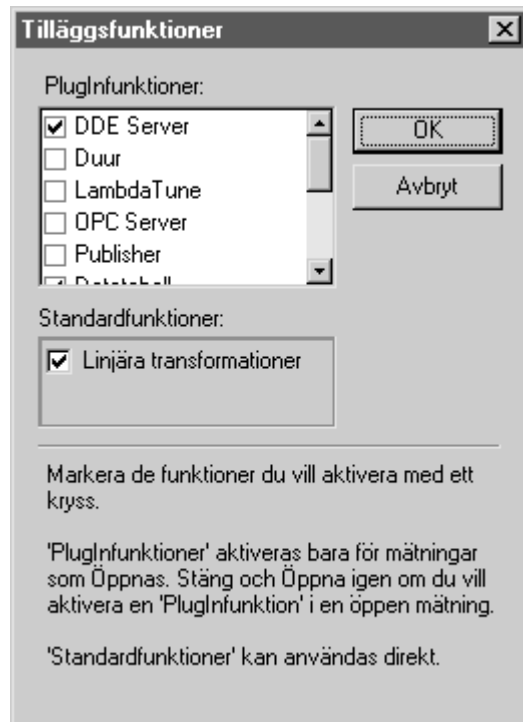 Tilläggsfunktioner
PlugInfunktioner:
DDE Server
OK
Duur
LambdaTune
Avbryt
OPC Server
Publisher
Standardfunktioner:
Linjära transformationer
Markera de funktioner du vill aktivera med ett
kryss.
'PlugInfunktioner' aktiveras bara för mätningar
som Öppnas. Stäng och Öppna igen om du vill
aktivera en 'PlugInfunktion' i en öppen mätning.
'Standardfunktioner' kan användas direkt.